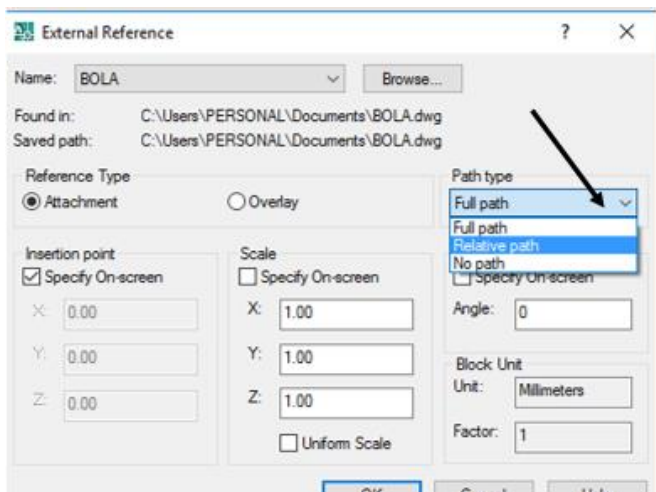 External Reference
Name: BOLA Browse...
Found in: C:\Users\PERSONAL\Documents\BOLA.dwg
Saved path: C:\Users\PERSONAL\Documents\BOLA.dwg
Reference Type
Attachment Overlay
Path type
Full path
Full path
Relative path
No path
Insertion point
Specify On-screen
X: 0.00
Y: 0.00
Z: 0.00
Scale
Specify On-screen
X: 1.00
Y: 1.00
Z: 1.00
Uniform Scale
Specify On-screen
Angle: 0
Block Unit
Unit: Millimeters
Factor: 1